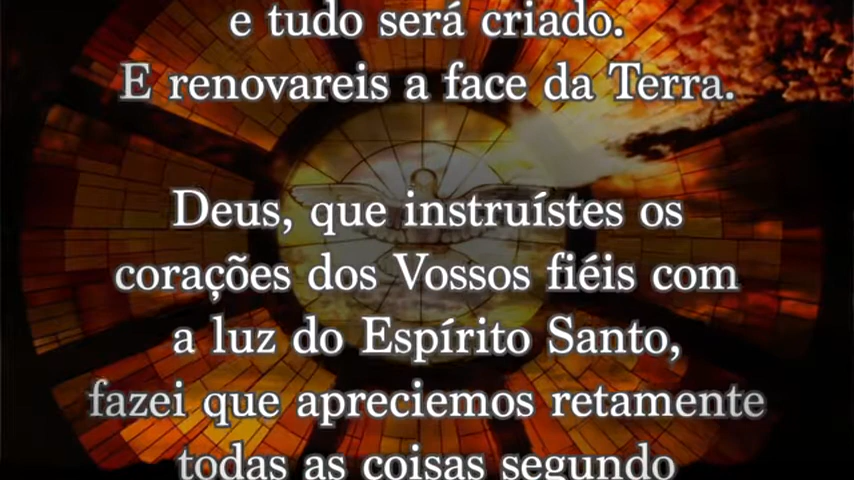 e tudo será criado.
E renovareis a face da Terra.
Deus, que instruístes os
corações dos Vossos fiéis com
a luz do Espírito Santo,
fazei que apreciemos retamente
todas as coisas segundo